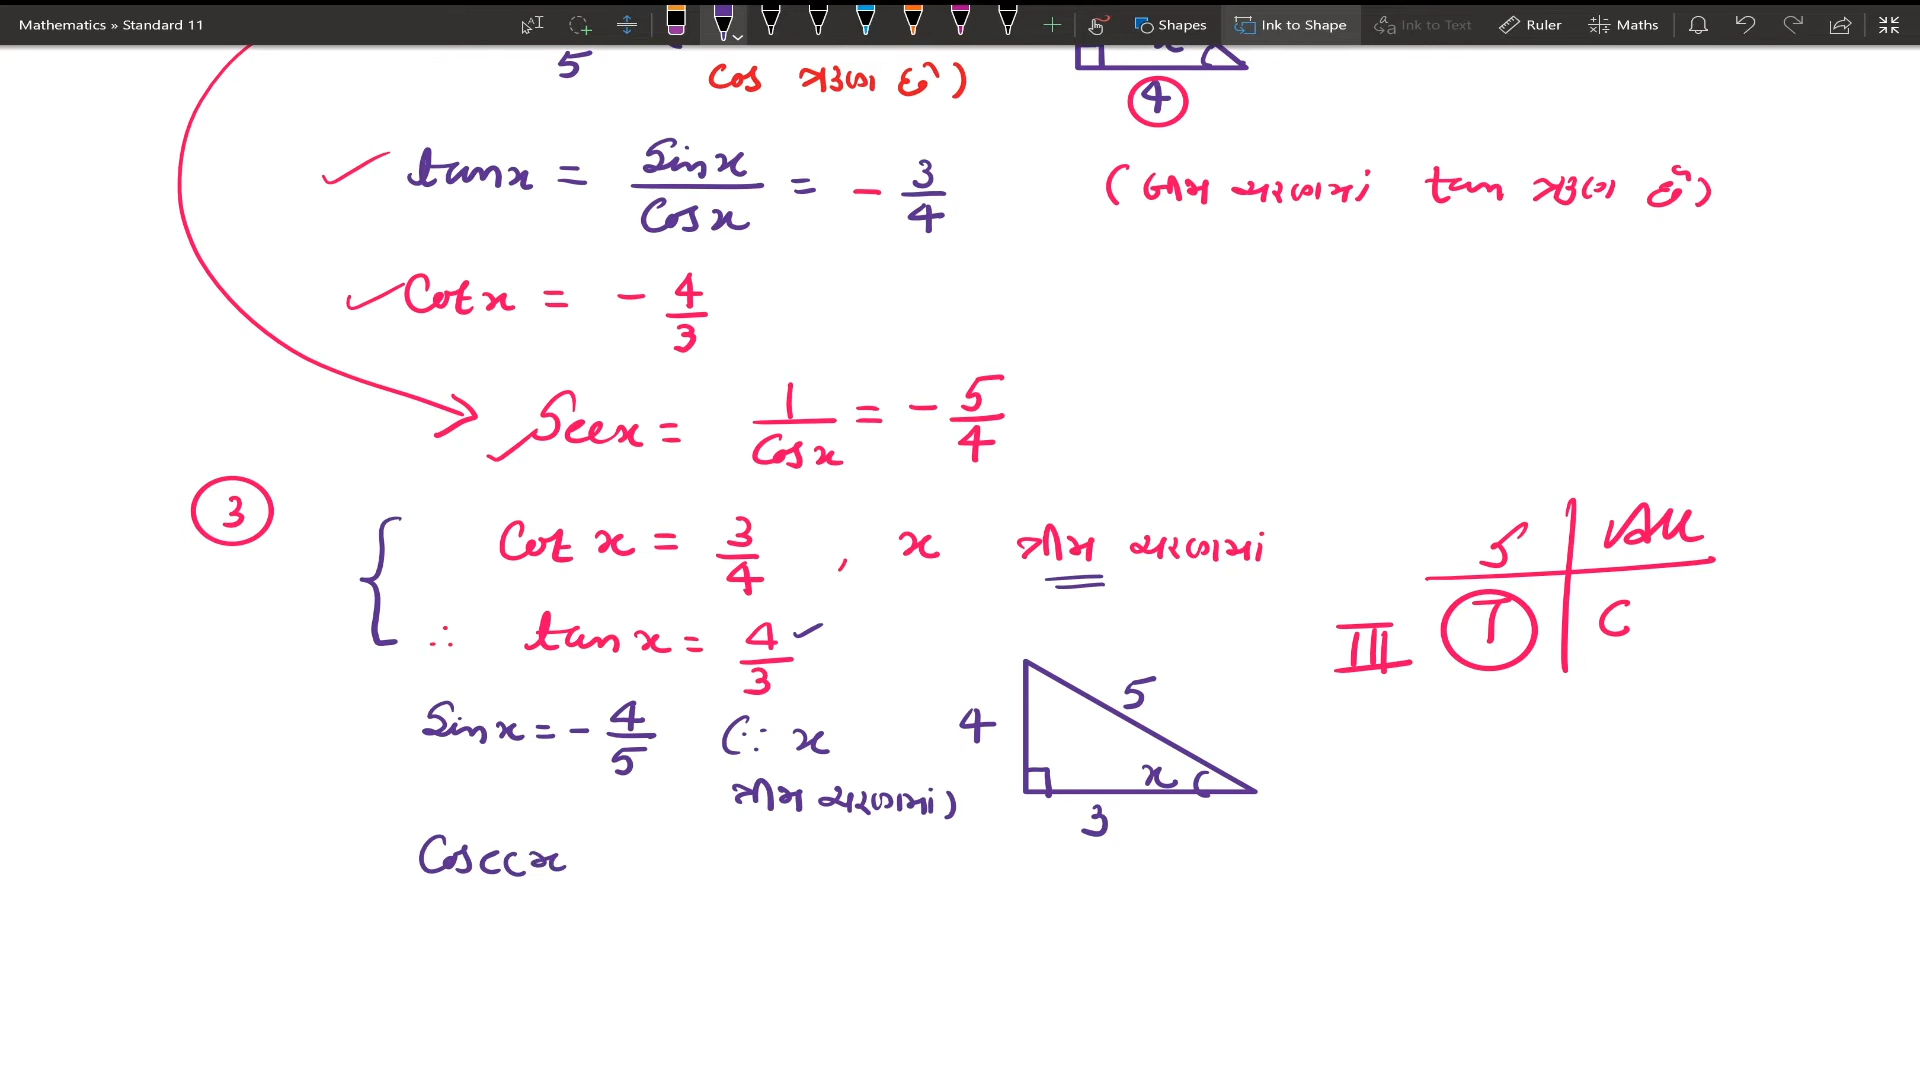 Mathematics » Standard 11
Shapes
Ink to Shape
Ink to Text
Ruler
Maths
5
cos ઋણ હોય)
x
4
tan x = Sin x / Cos x = - 3/4 (બીજા ચરણમાં tan ઋણ હોય)
Cot x = - 4/3
Sec x = 1/Cos x = - 5/4
3
Cot x = 3/4 , x ત્રીજા ચરણમાં
S All
∴ tan x = 4/3
III T C
Sin x = - 4/5 (∵ x
ત્રીજા ચરણમાં)
4 5 x 3
Cosec x